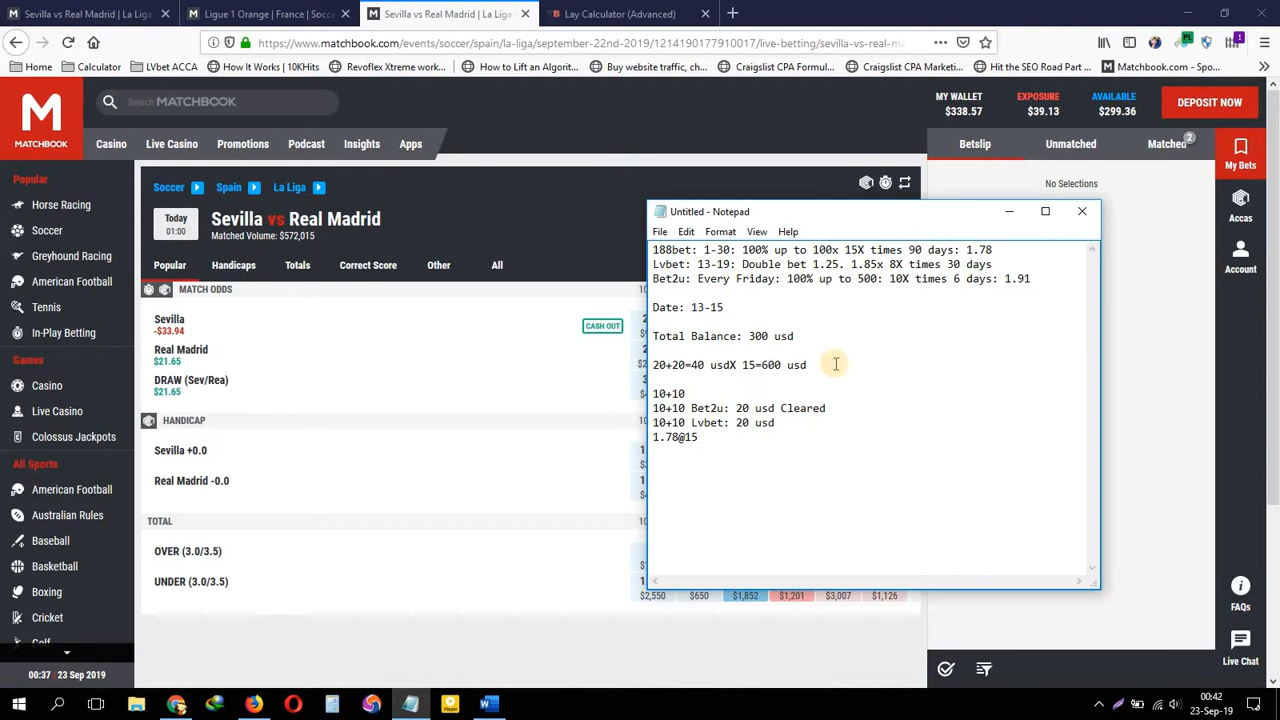 Sevilla vs Real Madrid | La Liga
Ligue 1 Orange | France | Socce
Sevilla vs Real Madrid | La Liga
Lay Calculator (Advanced)
https://www.matchbook.com/events/soccer/spain/la-liga/september-22nd-2019/1214190177910017/live-betting/sevilla-vs-real-m
Home
Calculator
LVbet ACCA
How It Works | 10KHits
Revoflex Xtreme work...
How to Lift an Algorit...
Buy website traffic, ch...
Craigslist CPA Formul...
Craigslist CPA Marketi...
Hit the SEO Road Part ...
Matchbook.com - Spo...
M
MATCHBOOK
Search MATCHBOOK
MY WALLET
$338.57
EXPOSURE
$39.13
AVAILABLE
$299.36
DEPOSIT NOW
Casino
Live Casino
Promotions
Podcast
Insights
Apps
Betslip
Unmatched
Matched
2
My Bets
Accas
Account
No Selections
Popular
Horse Racing
Soccer
Greyhound Racing
American Football
Tennis
In-Play Betting
Games
Casino
Live Casino
Colossus Jackpots
All Sports
American Football
Australian Rules
Baseball
Basketball
Boxing
Cricket
Golf
00:37 | 23 Sep 2019
Soccer
Spain
La Liga
Today
01:00
Sevilla vs Real Madrid
Matched Volume: $572,015
Popular
Handicaps
Totals
Correct Score
Other
All
MATCH ODDS
Sevilla
-$33.94
CASH OUT
Real Madrid
$21.65
DRAW (Sev/Rea)
$21.65
HANDICAP
Sevilla +0.0
Real Madrid -0.0
TOTAL
OVER (3.0/3.5)
UNDER (3.0/3.5)
$2,550
$650
$1,852
$1,201
$3,007
$1,126
Untitled - Notepad
File
Edit
Format
View
Help
188bet: 1-30: 100% up to 100x 15X times 90 days: 1.78
Lvbet: 13-19: Double bet 1.25. 1.85x 8X times 30 days
Bet2u: Every Friday: 100% up to 500: 10X times 6 days: 1.91
Date: 13-15
Total Balance: 300 usd
20+20=40 usdX 15=600 usd
10+10
10+10 Bet2u: 20 usd Cleared
10+10 Lvbet: 20 usd
1.78@15
FAQs
Live Chat
00:42
23-Sep-19